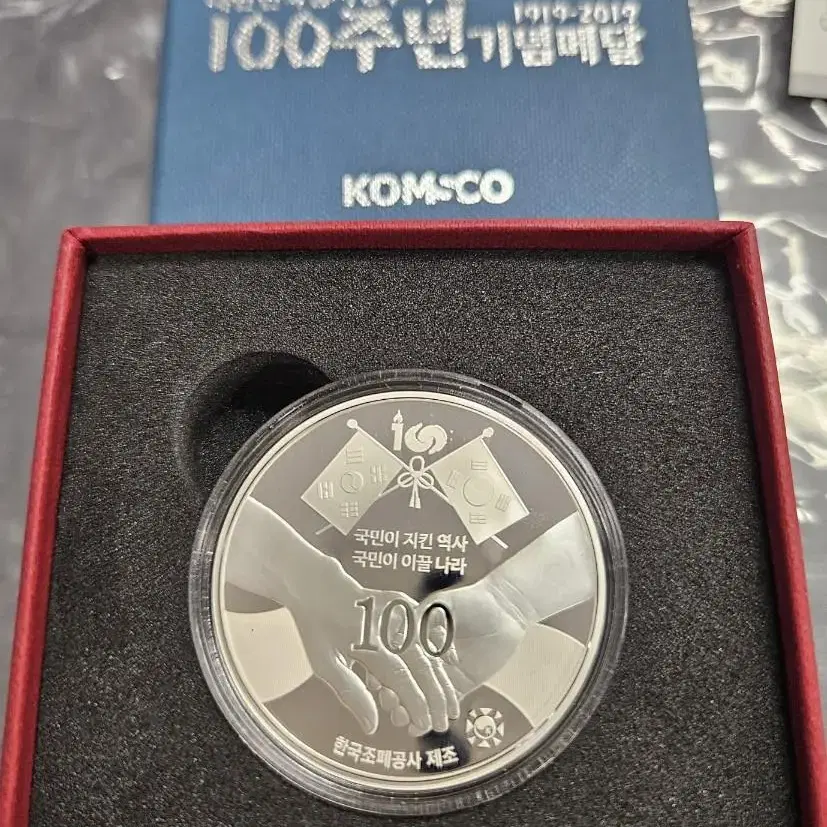 1919-2019
100주년 기념메달
KOMSCO
100
국민이 지킨 역사
국민이 이끌 나라
100
한국조폐공사 제조